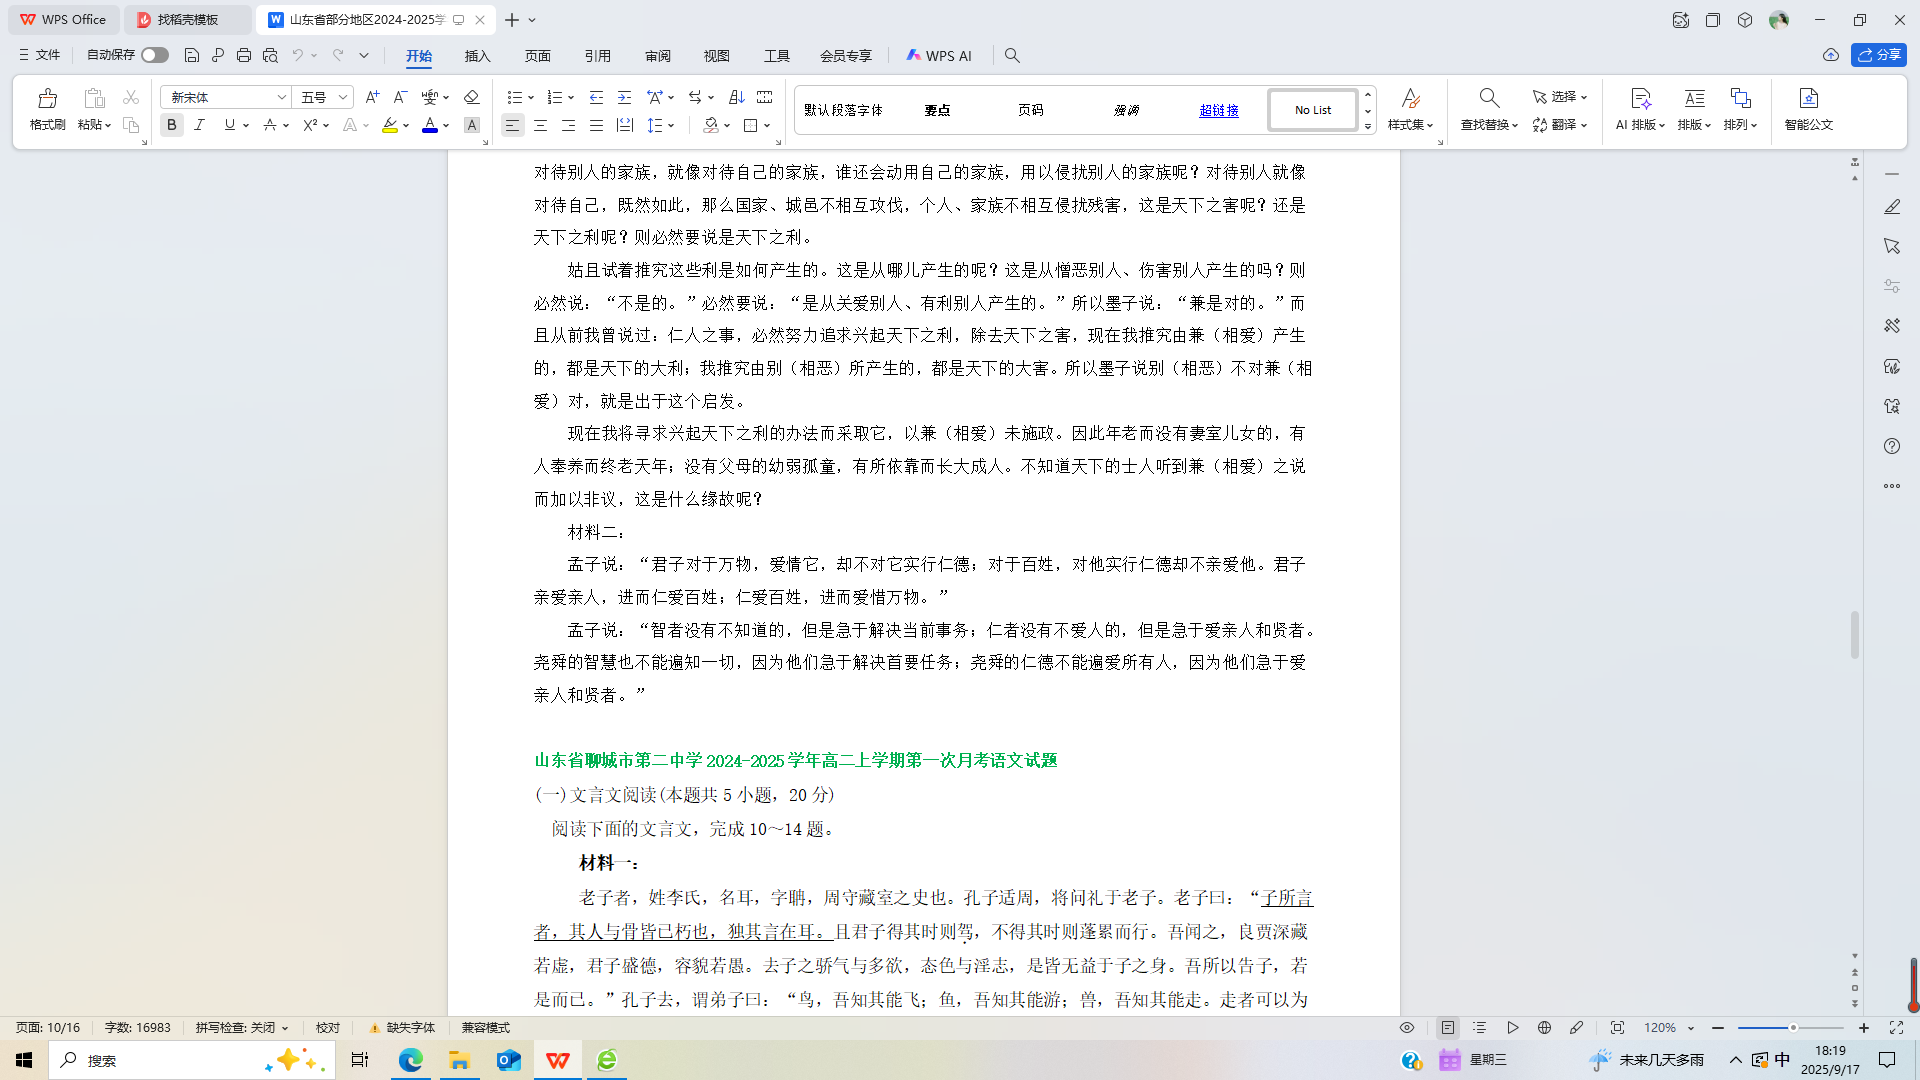 WPS Office
找稻壳模板
山东省部分地区2024-2025学
文件
自动保存
开始
插入
页面
引用
审阅
视图
工具
会员专享
WPS AI
分享
格式刷
粘贴
新宋体
五号
默认段落字体
要点
页码
强调
超链接
No List
样式集
查找替换
选择
翻译
AI 排版
排版
排列
智能公文
对待别人的家族，就像对待自己的家族，谁还会动用自己的家族，用以侵扰别人的家族呢？对待别人就像
对待自己，既然如此，那么国家、城邑不相互攻伐，个人、家族不相互侵扰残害，这是天下之害呢？还是
天下之利呢？则必然要说是天下之利。
姑且试着推究这些利是如何产生的。这是从哪儿产生的呢？这是从憎恶别人、伤害别人产生的吗？则
必然说：“不是的。”必然要说：“是从关爱别人、有利别人产生的。”所以墨子说：“兼是对的。”而
且从前我曾说过：仁人之事，必然努力追求兴起天下之利，除去天下之害，现在我推究由兼（相爱）产生
的，都是天下的大利；我推究由别（相恶）所产生的，都是天下的大害。所以墨子说别（相恶）不对兼（相
爱）对，就是出于这个启发。
现在我将寻求兴起天下之利的办法而采取它，以兼（相爱）未施政。因此年老而没有妻室儿女的，有
人奉养而终老天年；没有父母的幼弱孤童，有所依靠而长大成人。不知道天下的士人听到兼（相爱）之说
而加以非议，这是什么缘故呢？
材料二：
孟子说：“君子对于万物，爱情它，却不对它实行仁德；对于百姓，对他实行仁德却不亲爱他。君子
亲爱亲人，进而仁爱百姓；仁爱百姓，进而爱惜万物。”
孟子说：“智者没有不知道的，但是急于解决当前事务；仁者没有不爱人的，但是急于爱亲人和贤者。
尧舜的智慧也不能遍知一切，因为他们急于解决首要任务；尧舜的仁德不能遍爱所有人，因为他们急于爱
亲人和贤者。”
山东省聊城市第二中学2024-2025学年高二上学期第一次月考语文试题
(一)文言文阅读(本题共5小题，20分)
阅读下面的文言文，完成10～14题。
材料一：
老子者，姓李氏，名耳，字聃，周守藏室之史也。孔子适周，将问礼于老子。老子曰：“子所言
者，其人与骨皆已朽也，独其言在耳。且君子得其时则驾，不得其时则蓬累而行。吾闻之，良贾深藏
若虚，君子盛德，容貌若愚。去子之骄气与多欲，态色与淫志，是皆无益于子之身。吾所以告子，若
是而已。”孔子去，谓弟子曰：“鸟，吾知其能飞；鱼，吾知其能游；兽，吾知其能走。走者可以为
页面: 10/16
字数: 16983
拼写检查: 关闭
校对
缺失字体
兼容模式
120%
搜索
星期三
未来几天多雨
中
18:19
2025/9/17